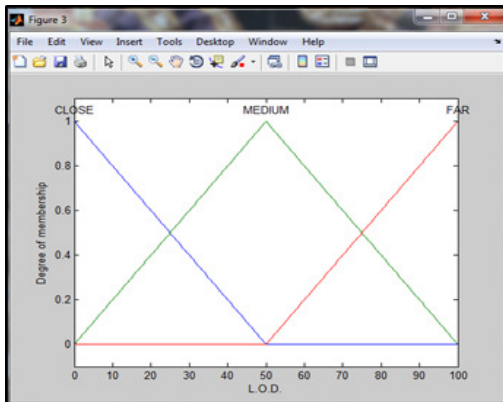 Figure 3
File Edit View Insert Tools Desktop Window Help
CLOSE MEDIUM FAR
1
0.8
0.6
0.4
0.2
0
Degree of membership
0 10 20 30 40 50 60 70 80 90 100
L.O.D.